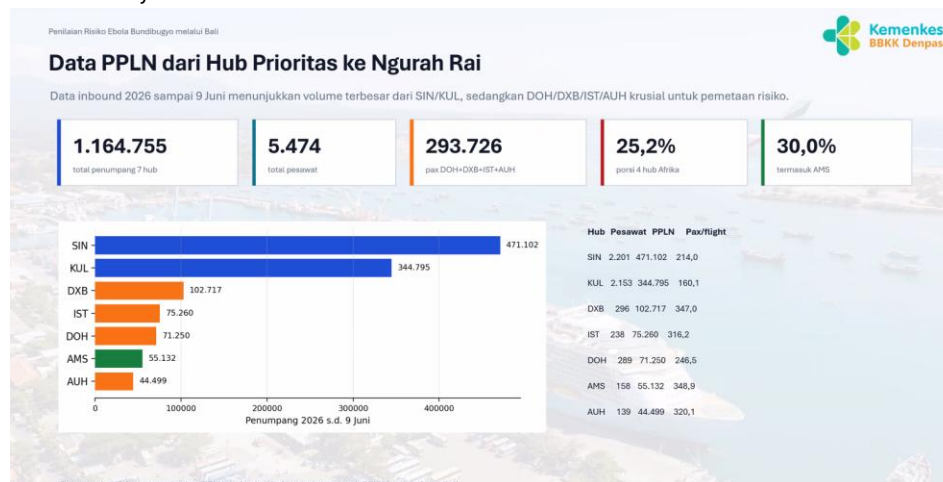 Penilaian Risiko Ebola Bundibugyo melalui Bali
Kemenkes
BBKK Denpas
Data PPLN dari Hub Prioritas ke Ngurah Rai
Data inbound 2026 sampai 9 Juni menunjukkan volume terbesar dari SIN/KUL, sedangkan DOH/DXB/IST/AUH krusial untuk pemetaan risiko.
1.164.755
total penumpang 7 hub
5.474
total pesawat
293.726
pax DOH+DXB+IST+AUH
25,2%
porsi 4 hub Afrika
30,0%
termasuk AMS
SIN
471.102
KUL
344.795
DXB
102.717
IST
75.260
DOH
71.250
AMS
55.132
AUH
44.499
0 100000 200000 300000 400000
Penumpang 2026 s.d. 9 Juni
Hub Pesawat PPLN Pax/flight
SIN 2.201 471.102 214,0
KUL 2.153 344.795 160,1
DXB 296 102.717 347,0
IST 238 75.260 316,2
DOH 289 71.250 246,5
AMS 158 55.132 348,9
AUH 139 44.499 320,1